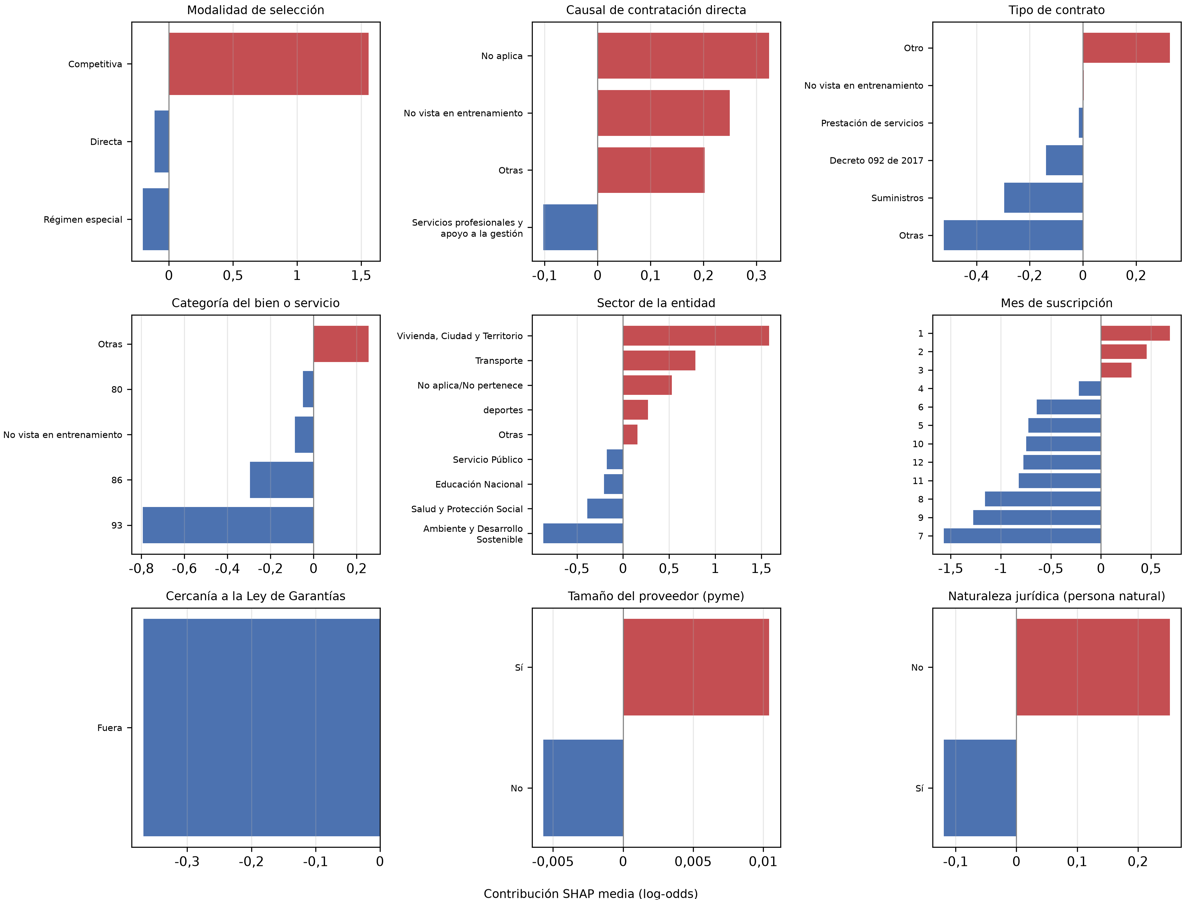 Modalidad de selección
Competitiva
Directa
Régimen especial
0
0,5
1
1,5
Causal de contratación directa
No aplica
No vista en entrenamiento
Otras
Servicios profesionales y
apoyo a la gestión
-0,1
0
0,1
0,2
0,3
Tipo de contrato
Otro
No vista en entrenamiento
Prestación de servicios
Decreto 092 de 2017
Suministros
Otras
-0,4
-0,2
0
0,2
Categoría del bien o servicio
Otras
80
No vista en entrenamiento
86
93
-0,8
-0,6
-0,4
-0,2
0
0,2
Sector de la entidad
Vivienda, Ciudad y Territorio
Transporte
No aplica/No pertenece
deportes
Otras
Servicio Público
Educación Nacional
Salud y Protección Social
Ambiente y Desarrollo
Sostenible
-0,5
0
0,5
1
1,5
Mes de suscripción
1
2
3
4
6
5
10
12
11
8
9
7
-1,5
-1
-0,5
0
0,5
Cercanía a la Ley de Garantías
Fuera
-0,3
-0,2
-0,1
0
Tamaño del proveedor (pyme)
Sí
No
-0,005
0
0,005
0,01
Naturaleza jurídica (persona natural)
No
Sí
-0,1
0
0,1
0,2
Contribución SHAP media (log-odds)